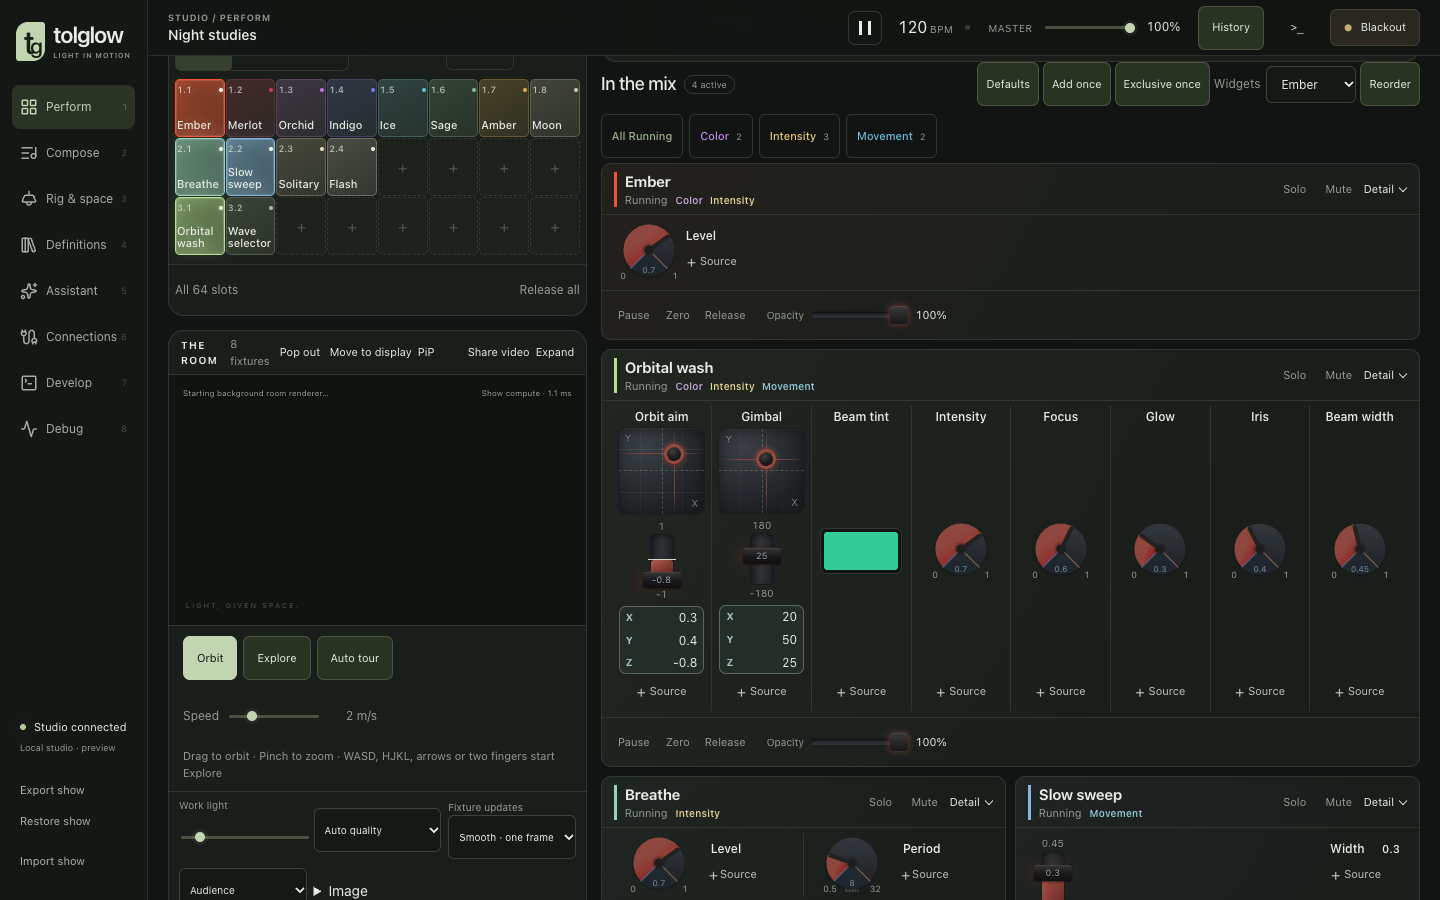 tg tolglow
LIGHT IN MOTION
Perform 1
Compose 2
Rig & space 3
Definitions 4
Assistant 5
Connections 6
Develop 7
Debug 8
Studio connected
Local studio · preview
Export show
Restore show
Import show
STUDIO / PERFORM
Night studies
120 BPM
MASTER 100%
History
>_
Blackout
1.1 Ember
1.2 Merlot
1.3 Orchid
1.4 Indigo
1.5 Ice
1.6 Sage
1.7 Amber
1.8 Moon
2.1 Breathe
2.2 Slow sweep
2.3 Solitary
2.4 Flash
+ + + +
3.1 Orbital wash
3.2 Wave selector
+ + + + + +
All 64 slots Release all
THE ROOM
8 fixtures
Pop out Move to display PiP Share video Expand
Starting background room renderer... Show compute · 1.1 ms
LIGHT, GIVEN SPACE.
Orbit Explore Auto tour
Speed 2 m/s
Drag to orbit · Pinch to zoom · WASD, HJKL, arrows or two fingers start
Explore
Work light
Auto quality
Fixture updates
Smooth · one frame
Audience
Image
In the mix 4 active
Defaults Add once Exclusive once Widgets Ember Reorder
All Running Color 2 Intensity 3 Movement 2
Ember
Running Color Intensity
Solo Mute Detail
0 0.7 1
Level
+ Source
Pause Zero Release Opacity 100%
Orbital wash
Running Color Intensity Movement
Solo Mute Detail
Orbit aim Gimbal Beam tint Intensity Focus Glow Iris Beam width
Y X
Y X
1 180
-0.8 25
-1 -180
0 0.7 1
0 0.6 1
0 0.3 1
0 0.4 1
0 0.45 1
X 0.3 X 20
Y 0.4 Y 50
Z -0.8 Z 25
+ Source + Source + Source + Source + Source + Source + Source + Source
Pause Zero Release Opacity 100%
Breathe
Running Intensity
Solo Mute Detail
0 0.7 1
Level
+ Source
0.5 8 32
Period
+ Source
Slow sweep
Running Movement
Solo Mute Detail
0.45
0.3
Width 0.3
+ Source